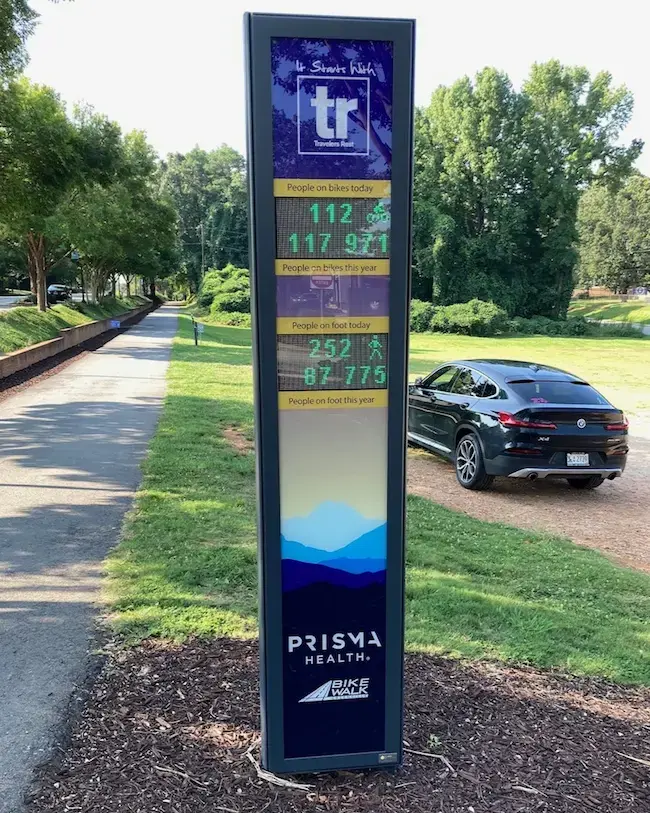 It Starts With
tr
Travelers Rest
People on bikes today
112
117 971
People on bikes this year
People on foot today
252
87 775
People on foot this year
PRISMA
HEALTH
BIKE
WALK
X4